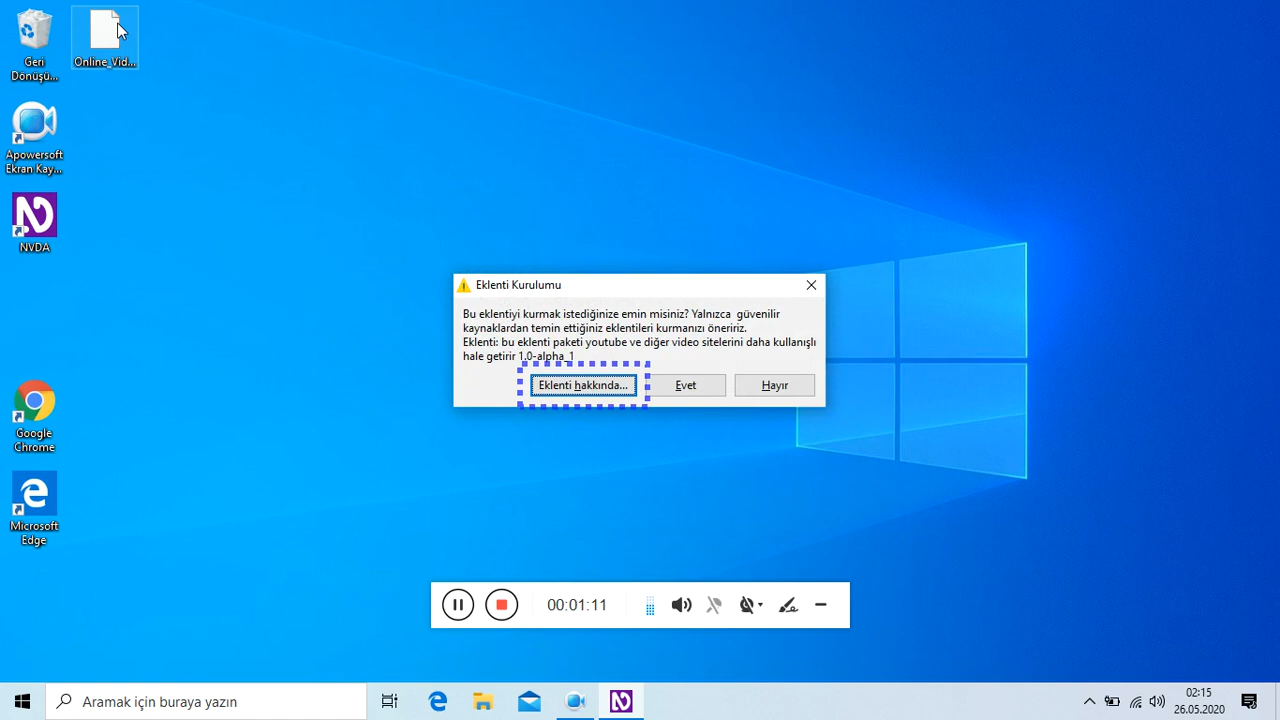 Geri
Dönüşü...
Online_Vid...
Apowersoft
Ekran Kay...
NVDA
Google
Chrome
Microsoft
Edge
Eklenti Kurulumu
Bu eklentiyi kurmak istediğinize emin misiniz? Yalnızca güvenilir
kaynaklardan temin ettiğiniz eklentileri kurmanızı öneririz.
Eklenti: bu eklenti paketi youtube ve diğer video sitelerini daha kullanışlı
hale getirir 1.0-alpha_1
Eklenti hakkında... Evet Hayır
00:01:11
Aramak için buraya yazın
02:15
26.05.2020